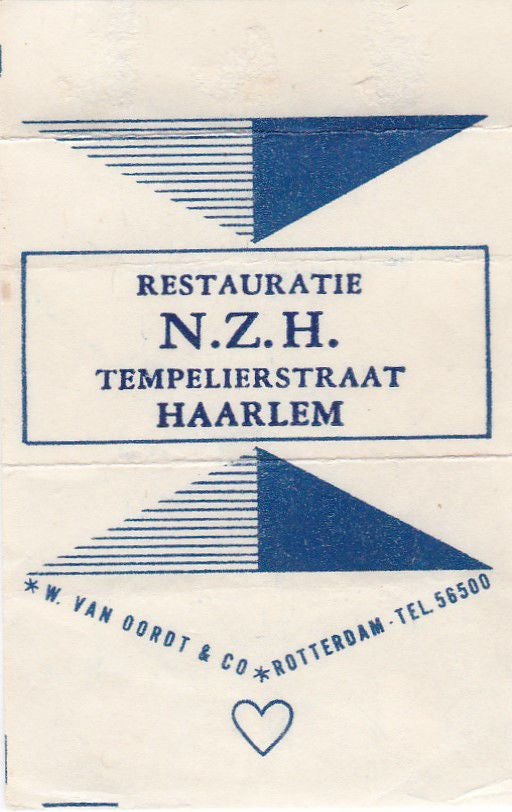 RESTAURATIE
N.Z.H.
TEMPELIERSTRAAT
HAARLEM
* W. VAN OORDT & CO * ROTTERDAM - TEL. 56500